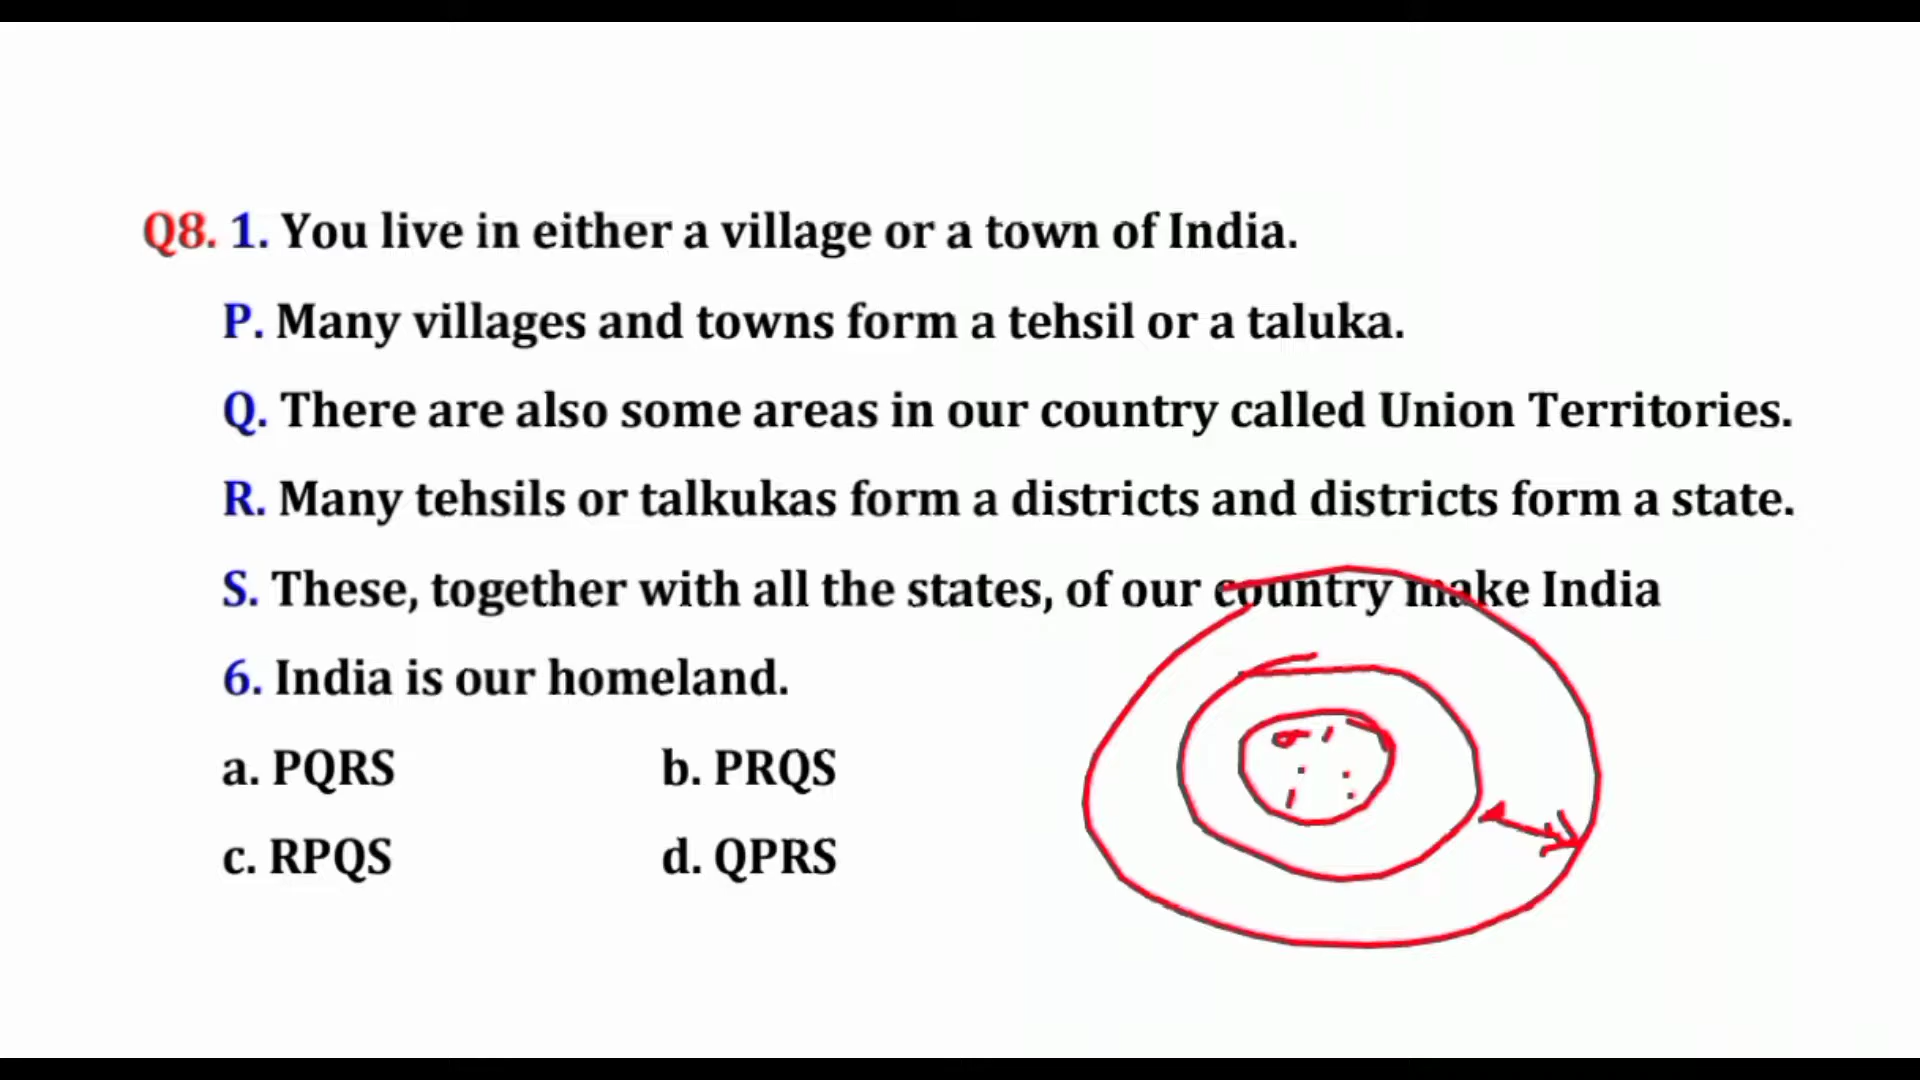 Q8. 1. You live in either a village or a town of India.
P. Many villages and towns form a tehsil or a taluka.
Q. There are also some areas in our country called Union Territories.
R. Many tehsils or talkukas form a districts and districts form a state.
S. These, together with all the states, of our country make India
6. India is our homeland.
a. PQRS b. PRQS
c. RPQS d. QPRS